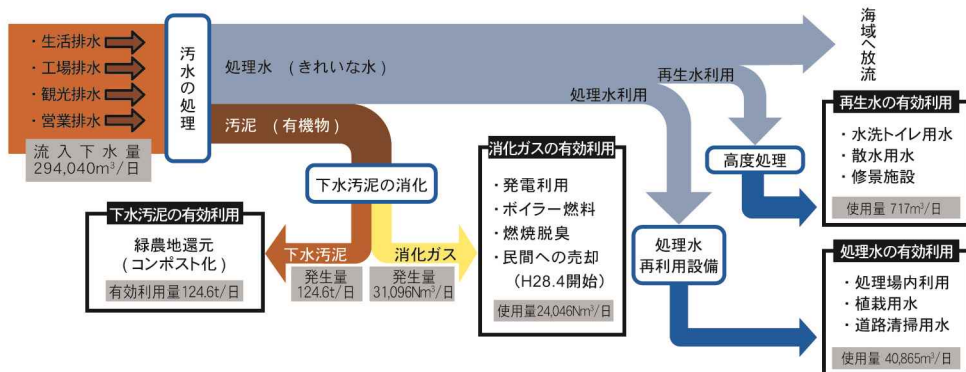 ・生活排水
・工場排水
・観光排水
・営業排水
流入下水量
294,040m³/日
汚水の処理
処理水 (きれいな水)
汚泥 (有機物)
処理水利用
再生水利用
海域へ放流
下水汚泥の消化
下水汚泥の有効利用
緑農地還元
(コンポスト化)
有効利用量124.6t/日
下水汚泥
発生量
124.6t/日
消化ガス
発生量
31,096Nm³/日
消化ガスの有効利用
・発電利用
・ボイラー燃料
・燃焼脱臭
・民間への売却
(H28.4開始)
使用量24,046Nm³/日
高度処理
処理水
再利用設備
再生水の有効利用
・水洗トイレ用水
・散水用水
・修景施設
使用量 717m³/日
処理水の有効利用
・処理場内利用
・植栽用水
・道路清掃用水
使用量 40,865m³/日